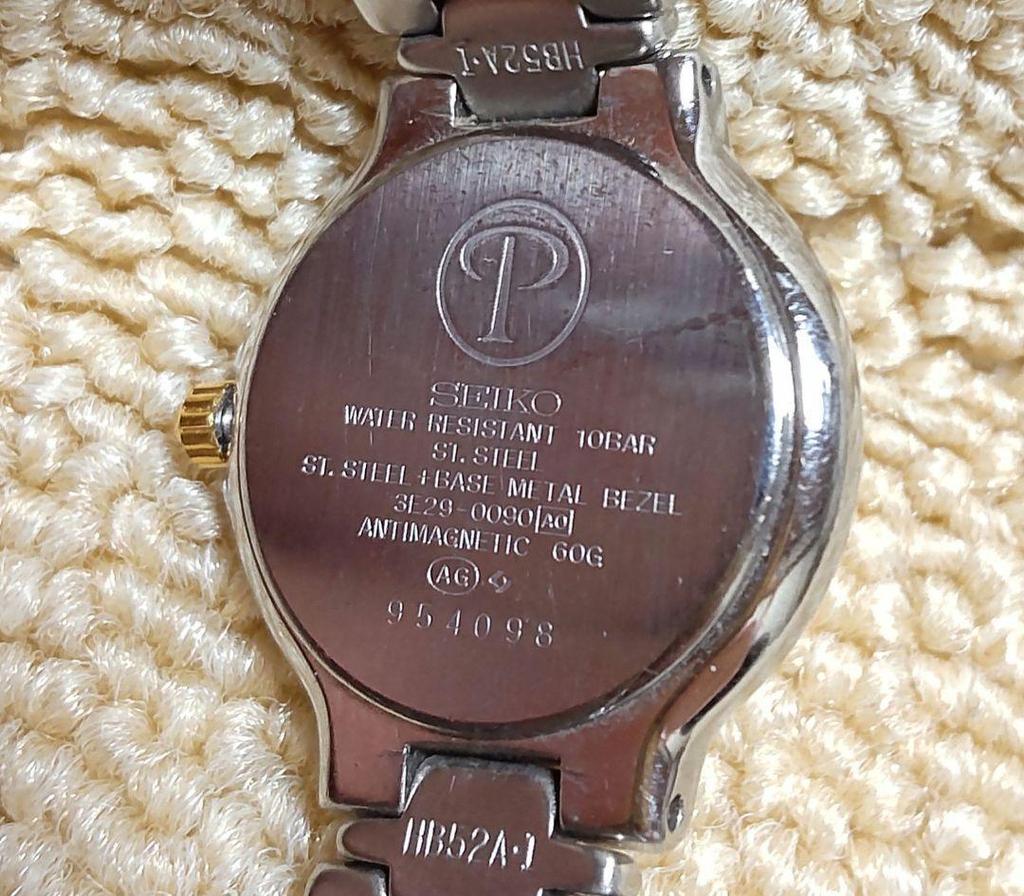 HB52A·J
P
SEIKO
WATER RESISTANT 10BAR
ST. STEEL
ST. STEEL + BASE METAL BEZEL
3E29-0090 A0
ANTIMAGNETIC 60G
AG
954098
HB52A·J